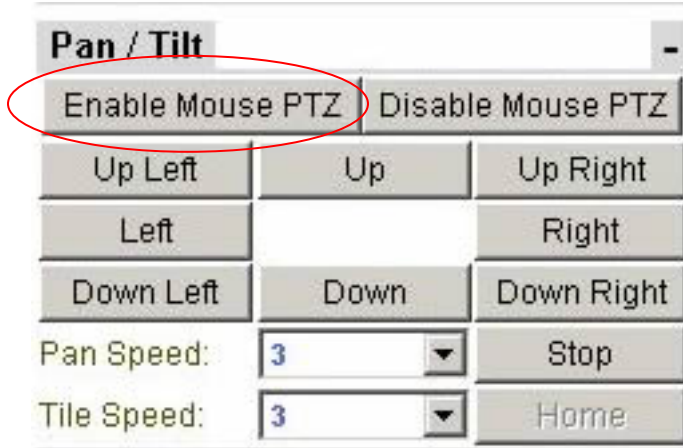 Pan / Tilt -
Enable Mouse PTZ Disable Mouse PTZ
Up Left Up Up Right
Left Right
Down Left Down Down Right
Pan Speed: 3 Stop
Tile Speed: 3 Home